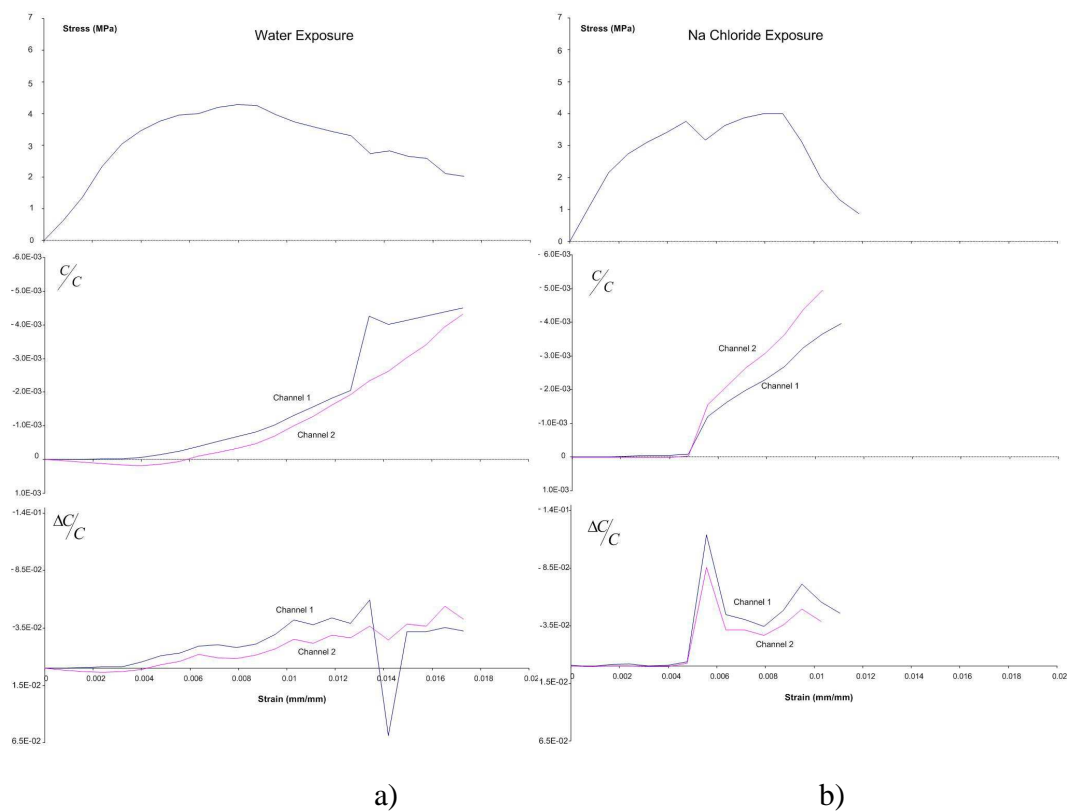 Water Exposure
Stress (MPa)
7
6
5
4
3
2
1
0
-6.0E-03
C/C
-5.0E-03
-4.0E-03
-3.0E-03
-2.0E-03
Channel 1
-1.0E-03
Channel 2
0
1.0E-03
-1.4E-01
ΔC/C
-8.5E-02
Channel 1
-3.5E-02
Channel 2
0 0.002 0.004 0.006 0.008 0.010 0.012 0.014 0.016 0.018 0.02
1.5E-02
Strain (mm/mm)
6.5E-02
a)
Na Chloride Exposure
Stress (MPa)
7
6
5
4
3
2
1
0
- 6.0E-03
C/C
- 5.0E-03
- 4.0E-03
Channel 2
- 3.0E-03
Channel 1
- 2.0E-03
- 1.0E-03
0
1.0E-03
- 1.4E-01
ΔC/C
- 8.5E-02
Channel 1
- 3.5E-02
Channel 2
0 0.002 0.004 0.006 0.008 0.010 0.012 0.014 0.016 0.018 0.02
1.5E-02
Strain (mm/mm)
6.5E-02
b)